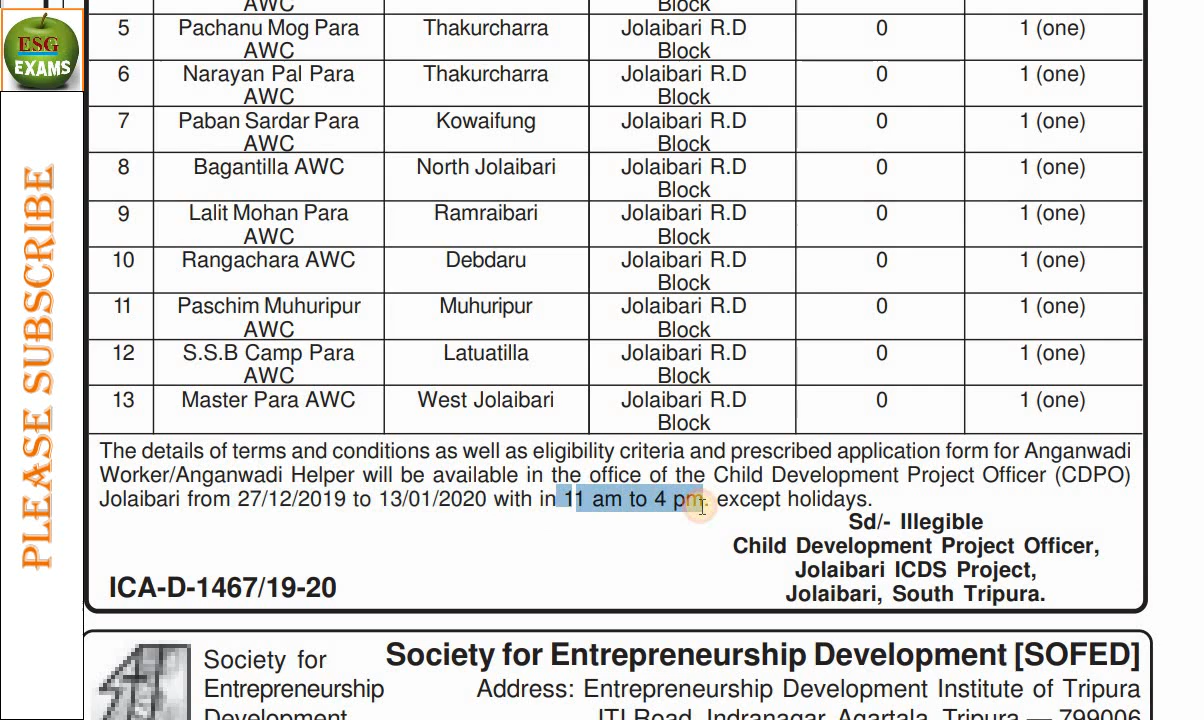 ESG
EXAMS
PLEASE SUBSCRIBE
AWC Block
5 Pachanu Mog Para Thakurcharra Jolaibari R.D 0 1 (one)
AWC Block
6 Narayan Pal Para Thakurcharra Jolaibari R.D 0 1 (one)
AWC Block
7 Paban Sardar Para Kowaifung Jolaibari R.D 0 1 (one)
AWC Block
8 Bagantilla AWC North Jolaibari Jolaibari R.D 0 1 (one)
Block
9 Lalit Mohan Para Ramraibari Jolaibari R.D 0 1 (one)
AWC Block
10 Rangachara AWC Debdaru Jolaibari R.D 0 1 (one)
Block
11 Paschim Muhuripur Muhuripur Jolaibari R.D 0 1 (one)
AWC Block
12 S.S.B Camp Para Latuatilla Jolaibari R.D 0 1 (one)
AWC Block
13 Master Para AWC West Jolaibari Jolaibari R.D 0 1 (one)
Block
The details of terms and conditions as well as eligibility criteria and prescribed application form for Anganwadi
Worker/Anganwadi Helper will be available in the office of the Child Development Project Officer (CDPO)
Jolaibari from 27/12/2019 to 13/01/2020 with in 11 am to 4 pm. except holidays.
Sd/- Illegible
Child Development Project Officer,
Jolaibari ICDS Project,
Jolaibari, South Tripura.
ICA-D-1467/19-20
Society for Entrepreneurship Development [SOFED]
Society for
Entrepreneurship
Development
Address: Entrepreneurship Development Institute of Tripura
ITI Road, Indranagar, Agartala, Tripura — 799006